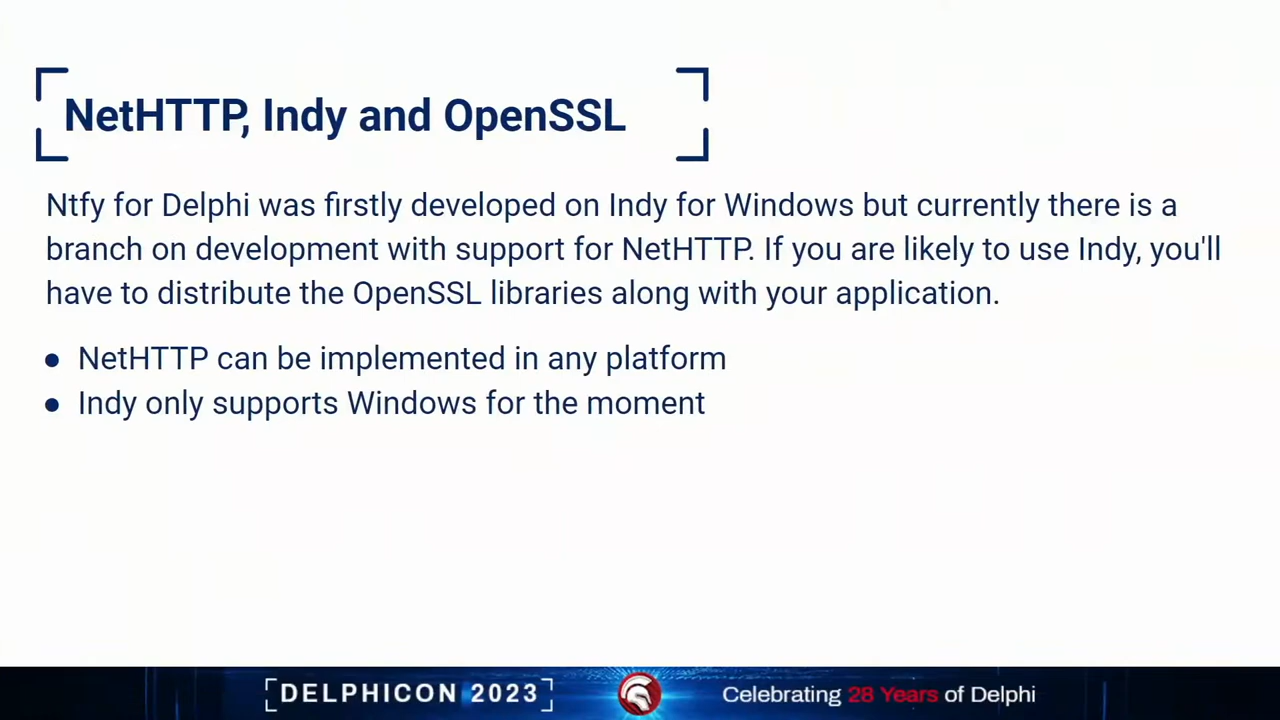 NetHTTP, Indy and OpenSSL
Ntfy for Delphi was firstly developed on Indy for Windows but currently there is a
branch on development with support for NetHTTP. If you are likely to use Indy, you'll
have to distribute the OpenSSL libraries along with your application.
● NetHTTP can be implemented in any platform
● Indy only supports Windows for the moment
DELPHICON 2023
Celebrating 28 Years of Delphi